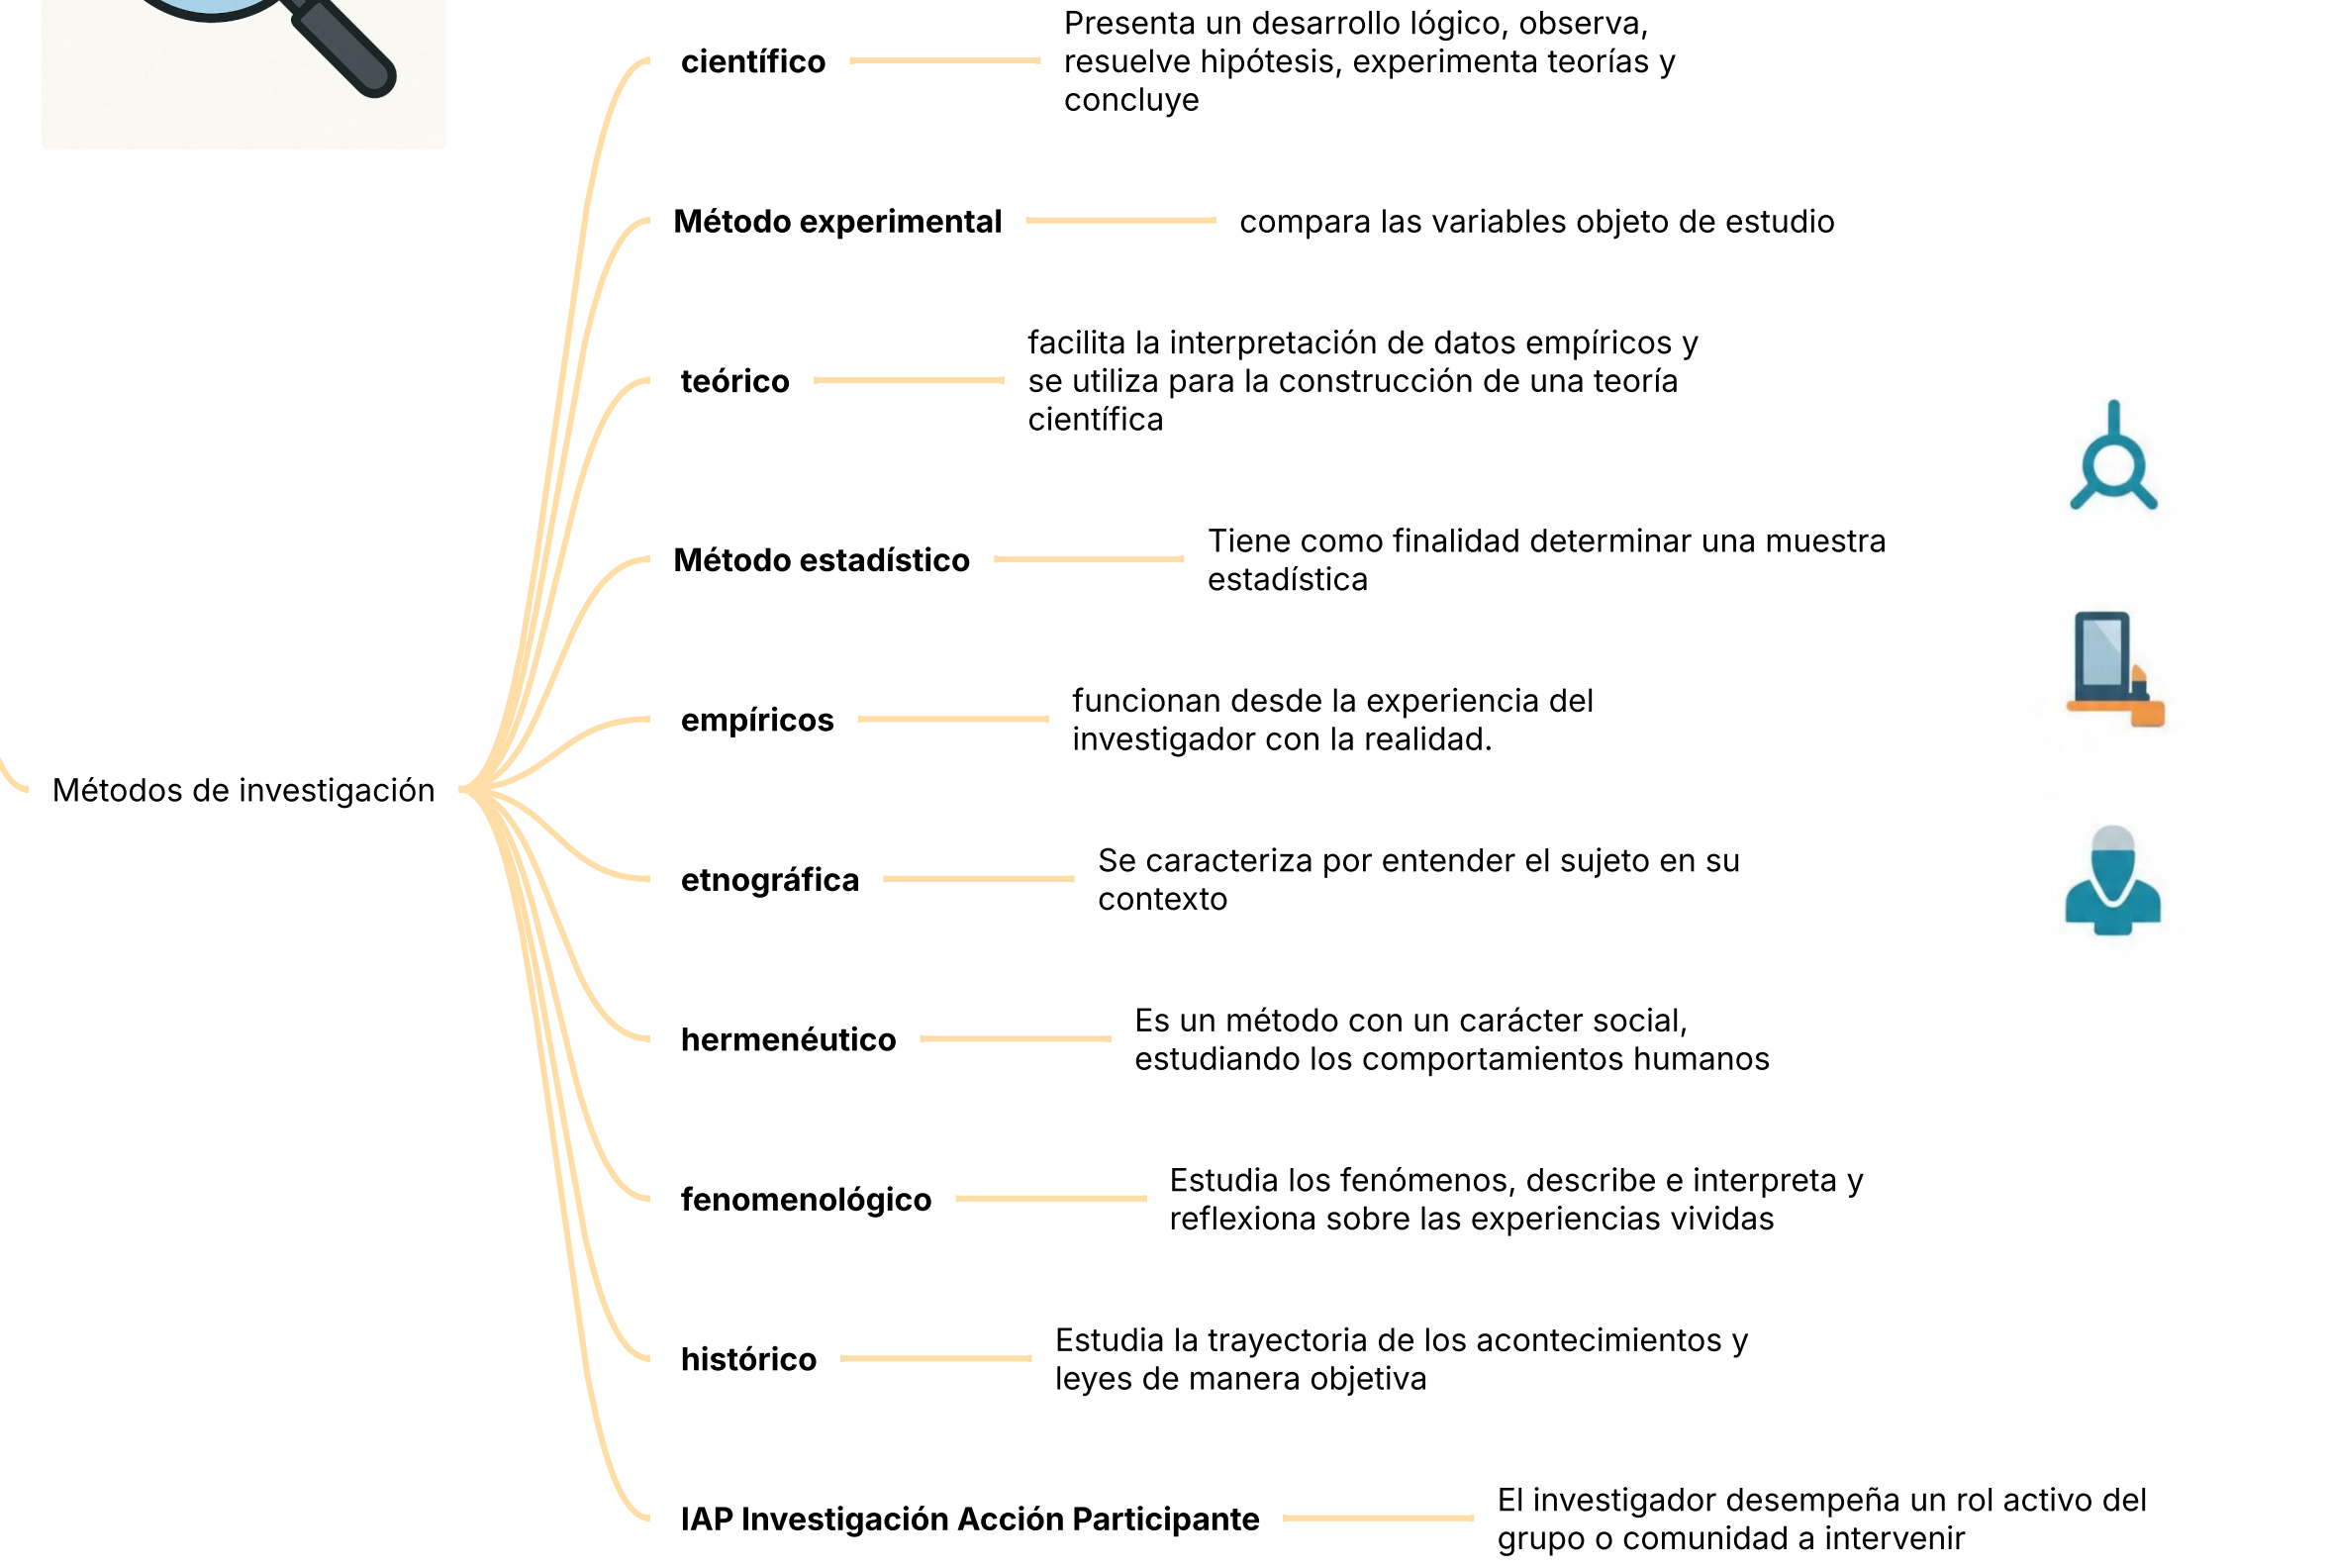 científico
Presenta un desarrollo lógico, observa,
resuelve hipótesis, experimenta teorías y
concluye
Método experimental
compara las variables objeto de estudio
teórico
facilita la interpretación de datos empíricos y
se utiliza para la construcción de una teoría
científica
Método estadístico
Tiene como finalidad determinar una muestra
estadística
empíricos
funcionan desde la experiencia del
investigador con la realidad.
Métodos de investigación
etnográfica
Se caracteriza por entender el sujeto en su
contexto
hermenéutico
Es un método con un carácter social,
estudiando los comportamientos humanos
fenomenológico
Estudia los fenómenos, describe e interpreta y
reflexiona sobre las experiencias vividas
histórico
Estudia la trayectoria de los acontecimientos y
leyes de manera objetiva
IAP Investigación Acción Participante
El investigador desempeña un rol activo del
grupo o comunidad a intervenir